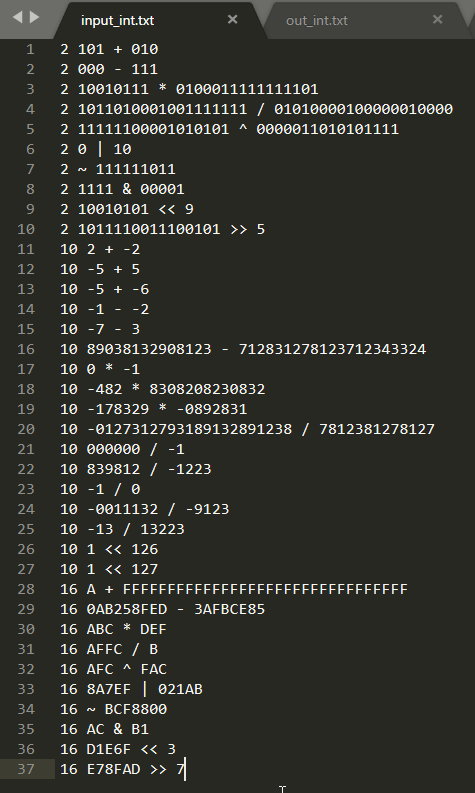 input_int.txt × out_int.txt ×
1 2 101 + 010
2 2 000 - 111
3 2 10010111 * 0100011111111101
4 2 1011010001001111111 / 01010000100000010000
5 2 11111100001010101 ^ 0000011010101111
6 2 0 | 10
7 2 ~ 111111011
8 2 1111 & 00001
9 2 10010101 << 9
10 2 1011110011100101 >> 5
11 10 2 + -2
12 10 -5 + 5
13 10 -5 + -6
14 10 -1 - -2
15 10 -7 - 3
16 10 89038132908123 - 712831278123712343324
17 10 0 * -1
18 10 -482 * 8308208230832
19 10 -178329 * -0892831
20 10 -0127312793189132891238 / 7812381278127
21 10 000000 / -1
22 10 839812 / -1223
23 10 -1 / 0
24 10 -0011132 / -9123
25 10 -13 / 13223
26 10 1 << 126
27 10 1 << 127
28 16 A + FFFFFFFFFFFFFFFFFFFFFFFFFFFFFFFF
29 16 0AB258FED - 3AFBCE85
30 16 ABC * DEF
31 16 AFFC / B
32 16 AFC ^ FAC
33 16 8A7EF | 021AB
34 16 ~ BCF8800
35 16 AC & B1
36 16 D1E6F << 3
37 16 E78FAD >> 7